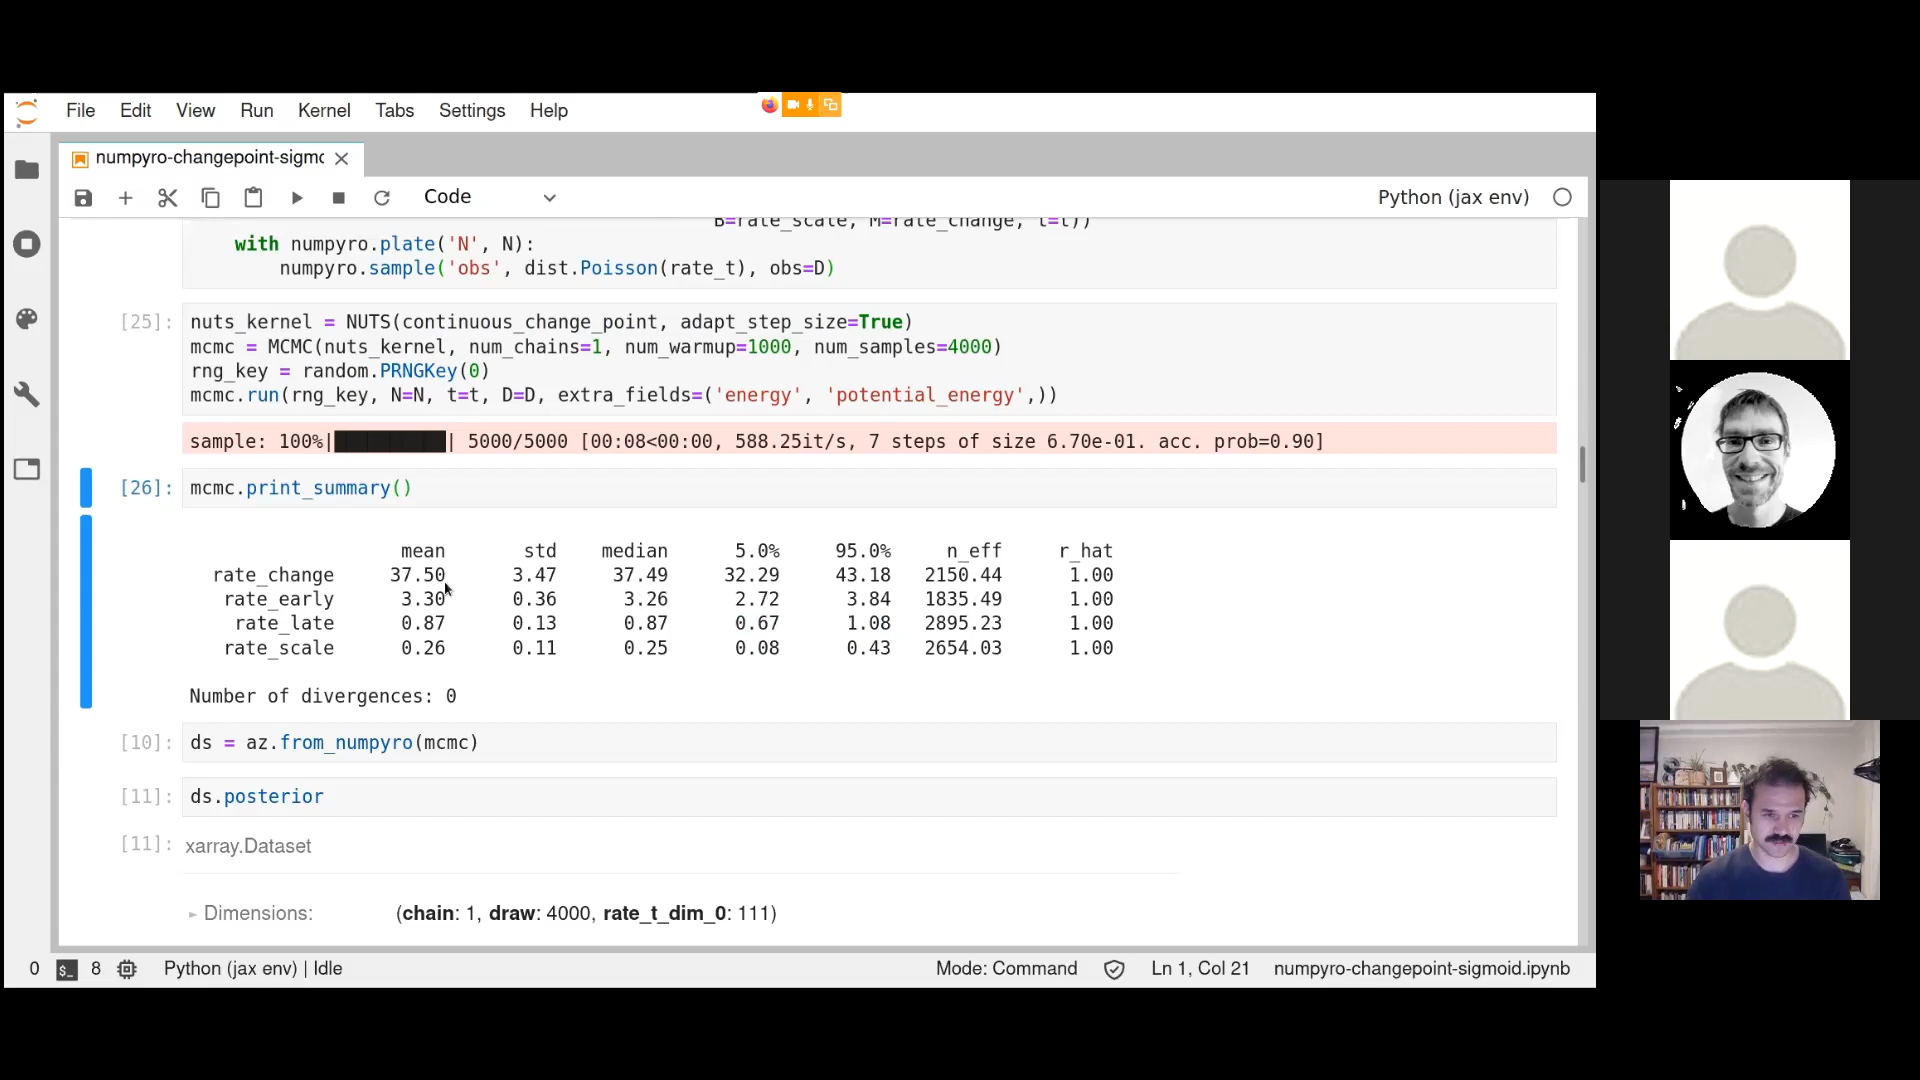 File Edit View Run Kernel Tabs Settings Help
numpyro-changepoint-sigmo
Code
Python (jax env)
B=rate_scale, M=rate_change, t=t))
with numpyro.plate('N', N):
numpyro.sample('obs', dist.Poisson(rate_t), obs=D)
[25]: nuts_kernel = NUTS(continuous_change_point, adapt_step_size=True)
mcmc = MCMC(nuts_kernel, num_chains=1, num_warmup=1000, num_samples=4000)
rng_key = random.PRNGKey(0)
mcmc.run(rng_key, N=N, t=t, D=D, extra_fields=('energy', 'potential_energy',))
sample: 100%|██████████| 5000/5000 [00:08<00:00, 588.25it/s, 7 steps of size 6.70e-01. acc. prob=0.90]
[26]: mcmc.print_summary()
mean std median 5.0% 95.0% n_eff r_hat
rate_change 37.50 3.47 37.49 32.29 43.18 2150.44 1.00
rate_early 3.30 0.36 3.26 2.72 3.84 1835.49 1.00
rate_late 0.87 0.13 0.87 0.67 1.08 2895.23 1.00
rate_scale 0.26 0.11 0.25 0.08 0.43 2654.03 1.00
Number of divergences: 0
[10]: ds = az.from_numpyro(mcmc)
[11]: ds.posterior
[11]: xarray.Dataset
► Dimensions: (chain: 1, draw: 4000, rate_t_dim_0: 111)
0 $_ 8 Python (jax env) | Idle Mode: Command Ln 1, Col 21 numpyro-changepoint-sigmoid.ipynb